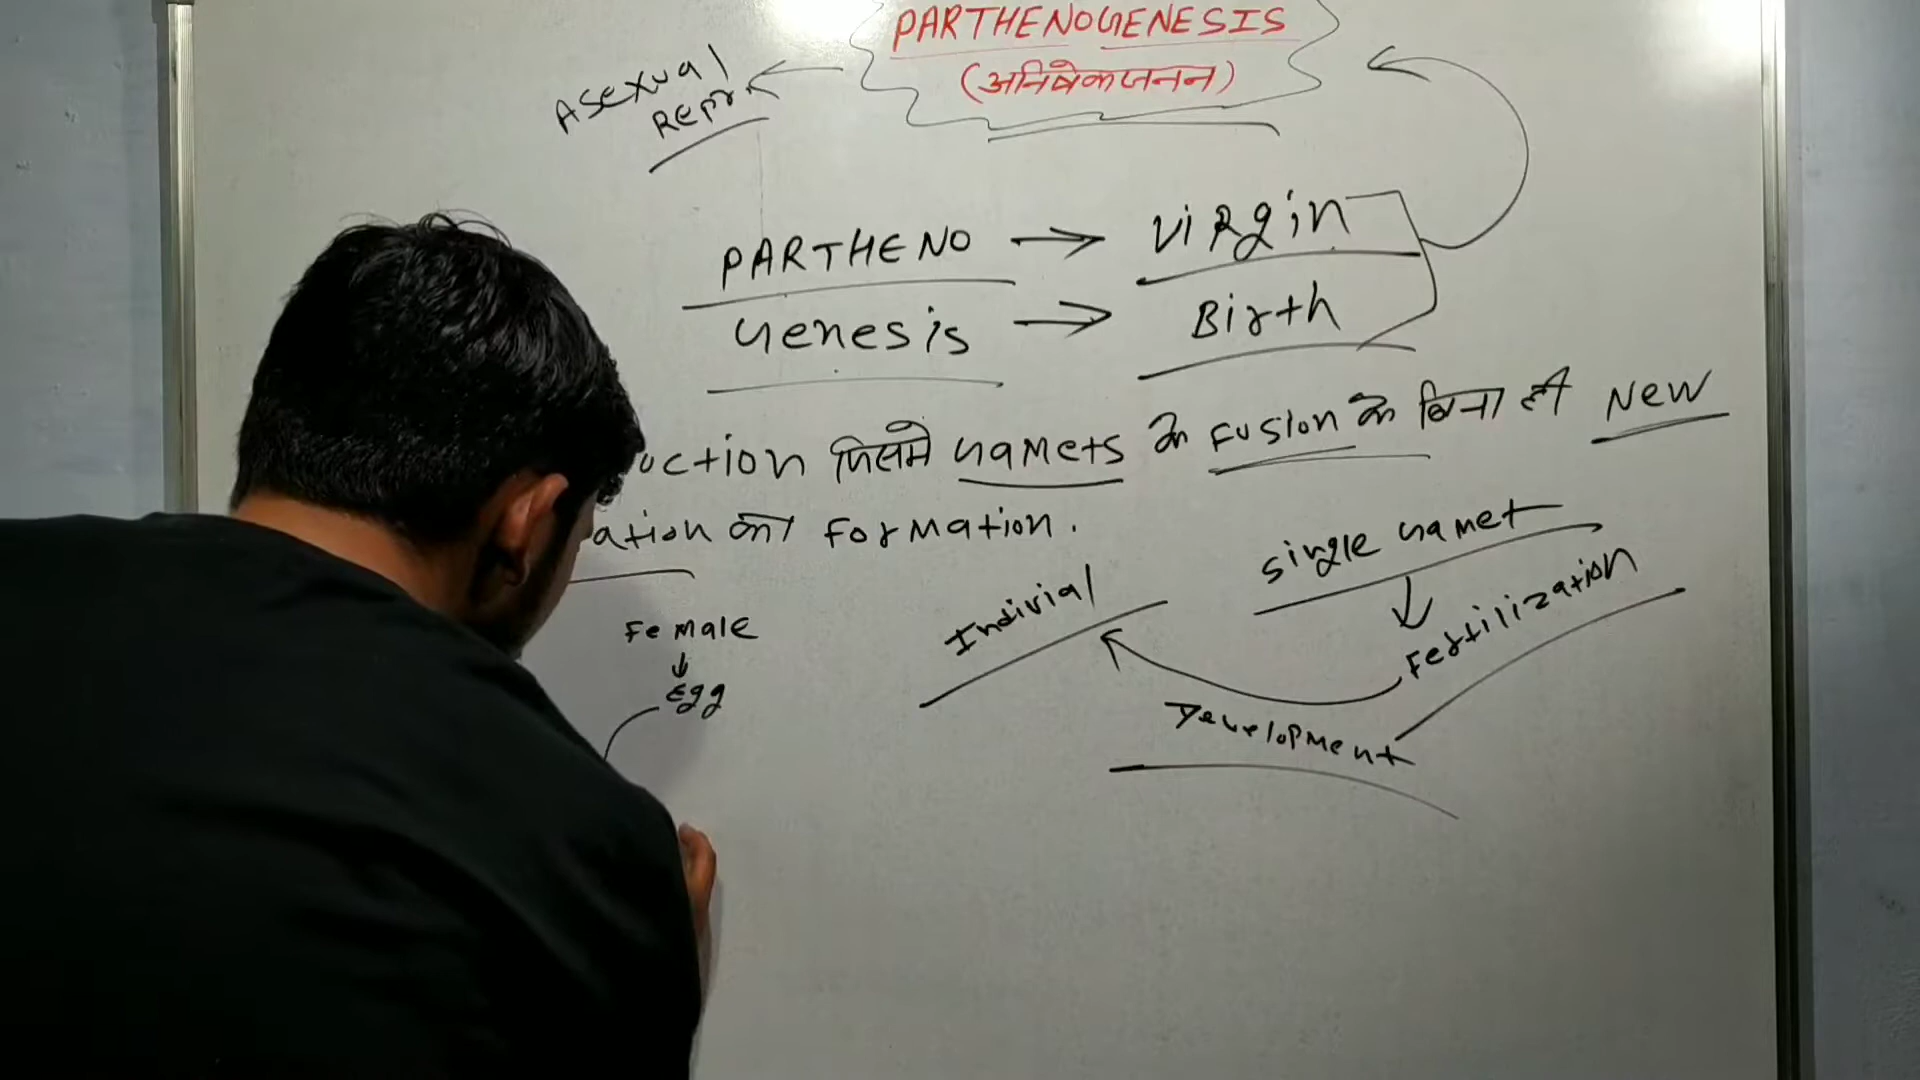 PARTHENOGENESIS
(अनिषेकजनन)
Asexual
Repr.
PARTHENO → Virgin
Genesis → Birth
uction जिसमे Gamets के Fusion के बिना ही New
ation का Formation.
Single Gamet
Fertilization
Indivial
Development
Female
↓
Egg